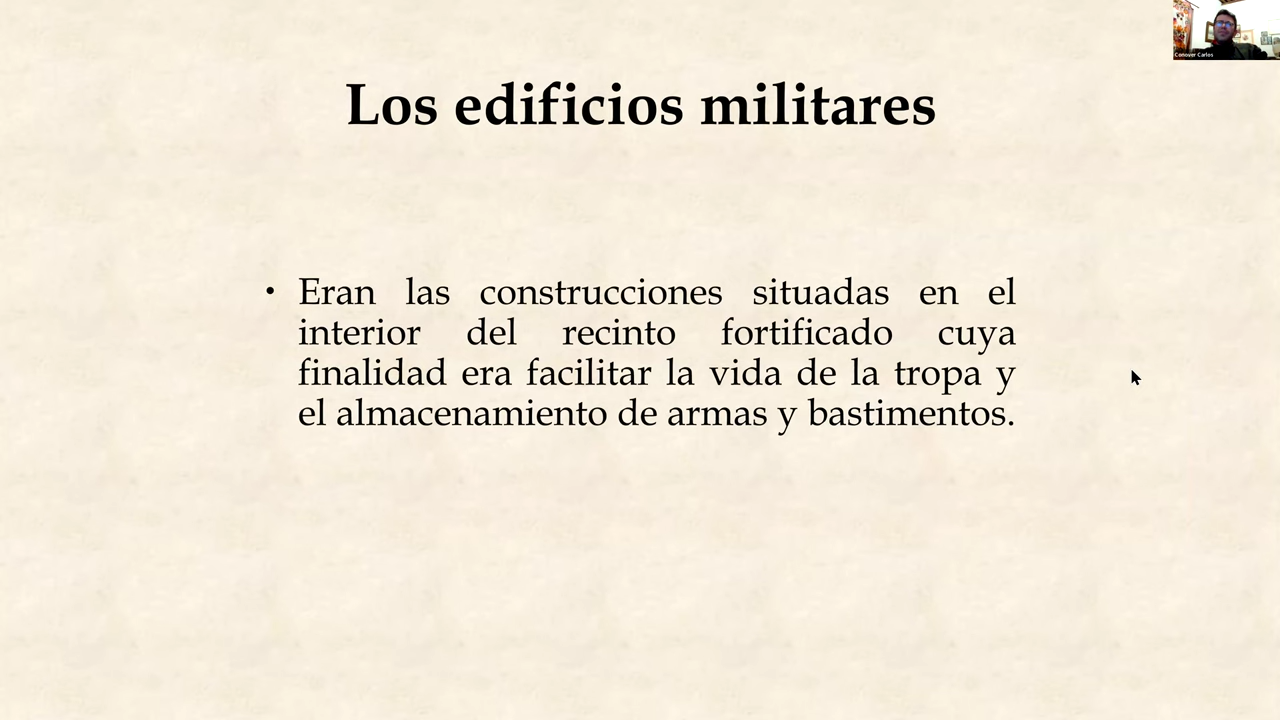 Conover Carlos
Los edificios militares
• Eran las construcciones situadas en el
interior del recinto fortificado cuya
finalidad era facilitar la vida de la tropa y
el almacenamiento de armas y bastimentos.